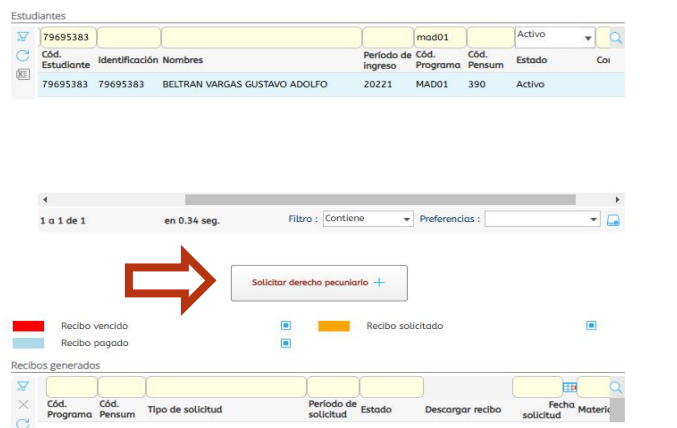 Estudiantes
79695383 mad01 Activo
Cód. Estudiante Identificación Nombres Período de ingreso Cód. Programa Cód. Pensum Estado
79695383 79695383 BELTRAN VARGAS GUSTAVO ADOLFO 20221 MAD01 390 Activo
1 a 1 de 1 en 0.34 seg. Filtro : Contiene Preferencias :
Solicitar derecho pecuniario +
Recibo vencido Recibo solicitado
Recibo pagado
Recibos generados
Cód. Programa Cód. Pensum Tipo de solicitud Período de solicitud Estado Descargar recibo Fecha solicitud